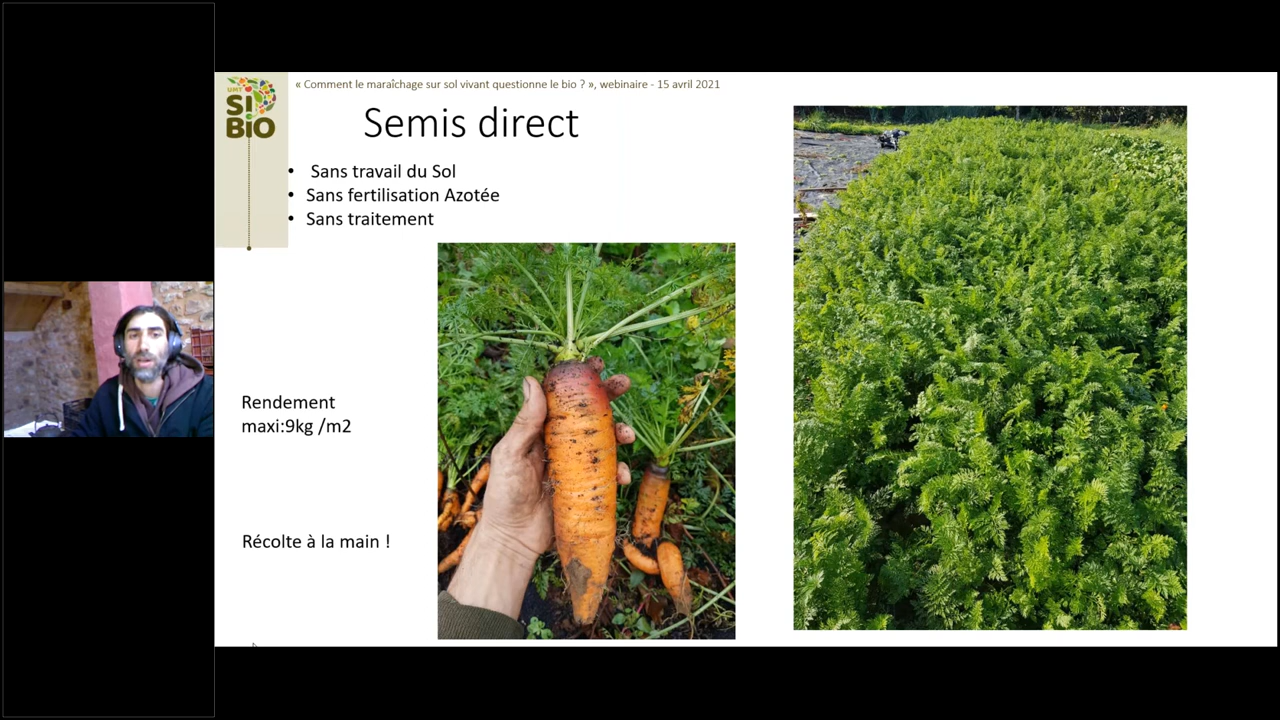 « Comment le maraîchage sur sol vivant questionne le bio ? », webinaire - 15 avril 2021
UMT
SI
BIO
Semis direct
• Sans travail du Sol
• Sans fertilisation Azotée
• Sans traitement
Rendement
maxi:9kg /m2
Récolte à la main !